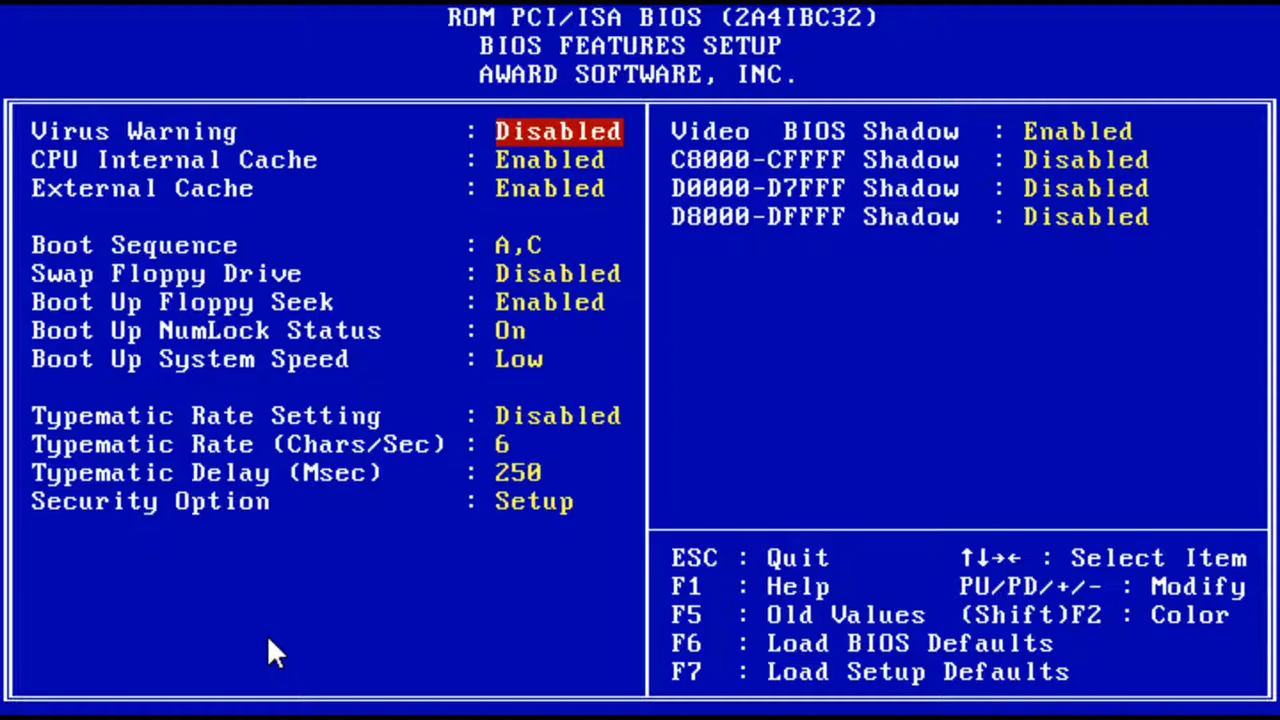 ROM PCI/ISA BIOS (2A4IBC32)
BIOS FEATURES SETUP
AWARD SOFTWARE, INC.
Virus Warning : Disabled
CPU Internal Cache : Enabled
External Cache : Enabled
Boot Sequence : A,C
Swap Floppy Drive : Disabled
Boot Up Floppy Seek : Enabled
Boot Up NumLock Status : On
Boot Up System Speed : Low
Typematic Rate Setting : Disabled
Typematic Rate (Chars/Sec) : 6
Typematic Delay (Msec) : 250
Security Option : Setup
Video BIOS Shadow : Enabled
C8000-CFFFF Shadow : Disabled
D0000-D7FFF Shadow : Disabled
D8000-DFFFF Shadow : Disabled
ESC : Quit ↑↓→← : Select Item
F1 : Help PU/PD/+/- : Modify
F5 : Old Values (Shift)F2 : Color
F6 : Load BIOS Defaults
F7 : Load Setup Defaults